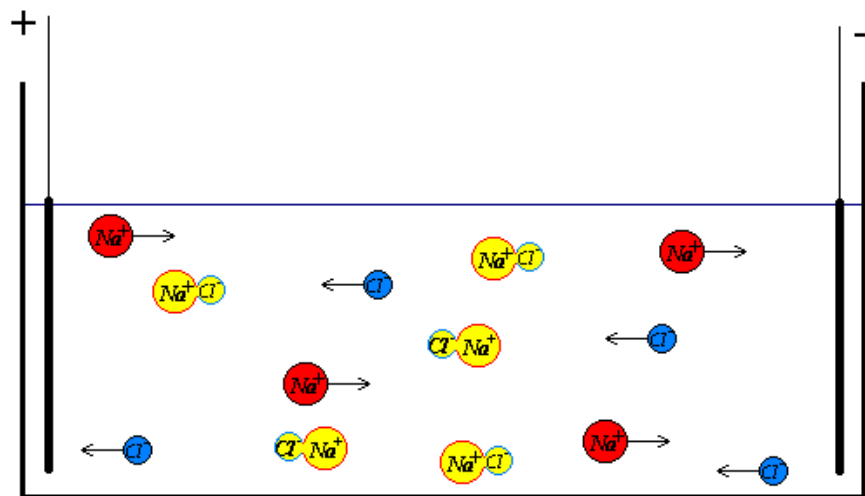 + -
Na+ Na+
Na+ Cl-
Na+ Cl- Cl-
Cl- Na+ Cl-
Na+
Cl- Cl- Na+ Na+ Cl- Na+
Cl-